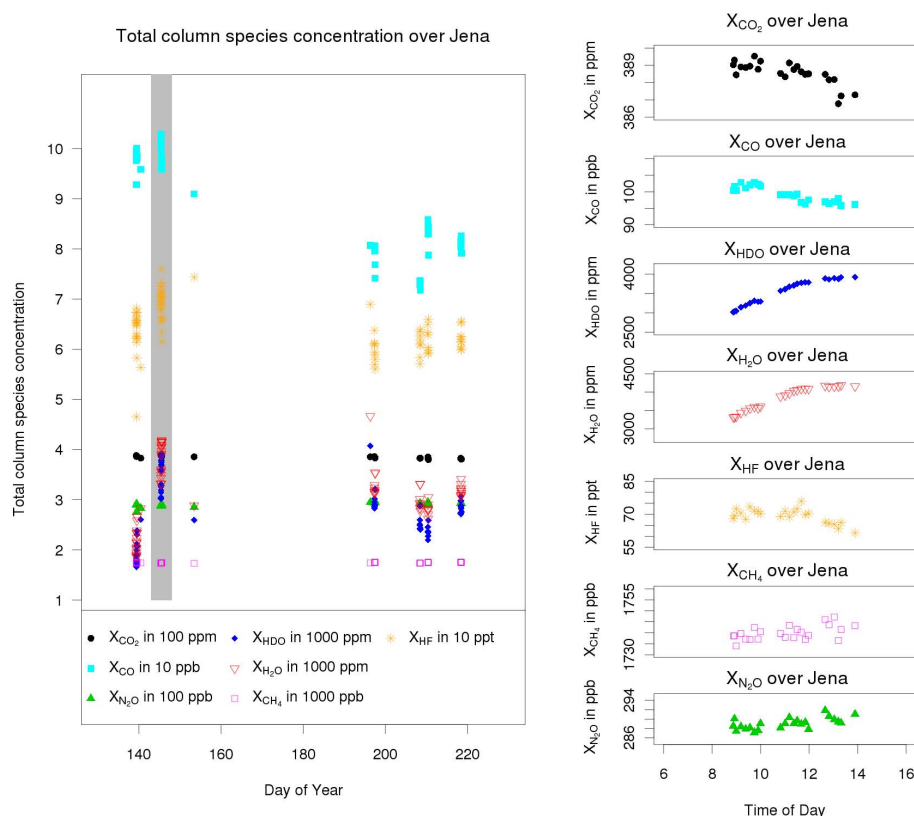 Total column species concentration over Jena
Total column species concentration
10
9
8
7
6
5
4
3
2
1
X_CO₂ in 100 ppm
X_HDO in 1000 ppm
X_HF in 10 ppt
X_CO in 10 ppb
X_H₂O in 1000 ppm
X_N₂O in 100 ppb
X_CH₄ in 1000 ppb
140
160
180
200
220
Day of Year
X_CO₂ over Jena
X_CO₂ in ppm
389
386
X_CO over Jena
X_CO in ppb
100
90
X_HDO over Jena
X_HDO in ppm
4000
2500
X_H₂O over Jena
X_H₂O in ppm
4500
3000
X_HF over Jena
X_HF in ppt
85
70
55
X_CH₄ over Jena
X_CH₄ in ppb
1755
1730
X_N₂O over Jena
X_N₂O in ppb
294
286
6
8
10
12
14
16
Time of Day